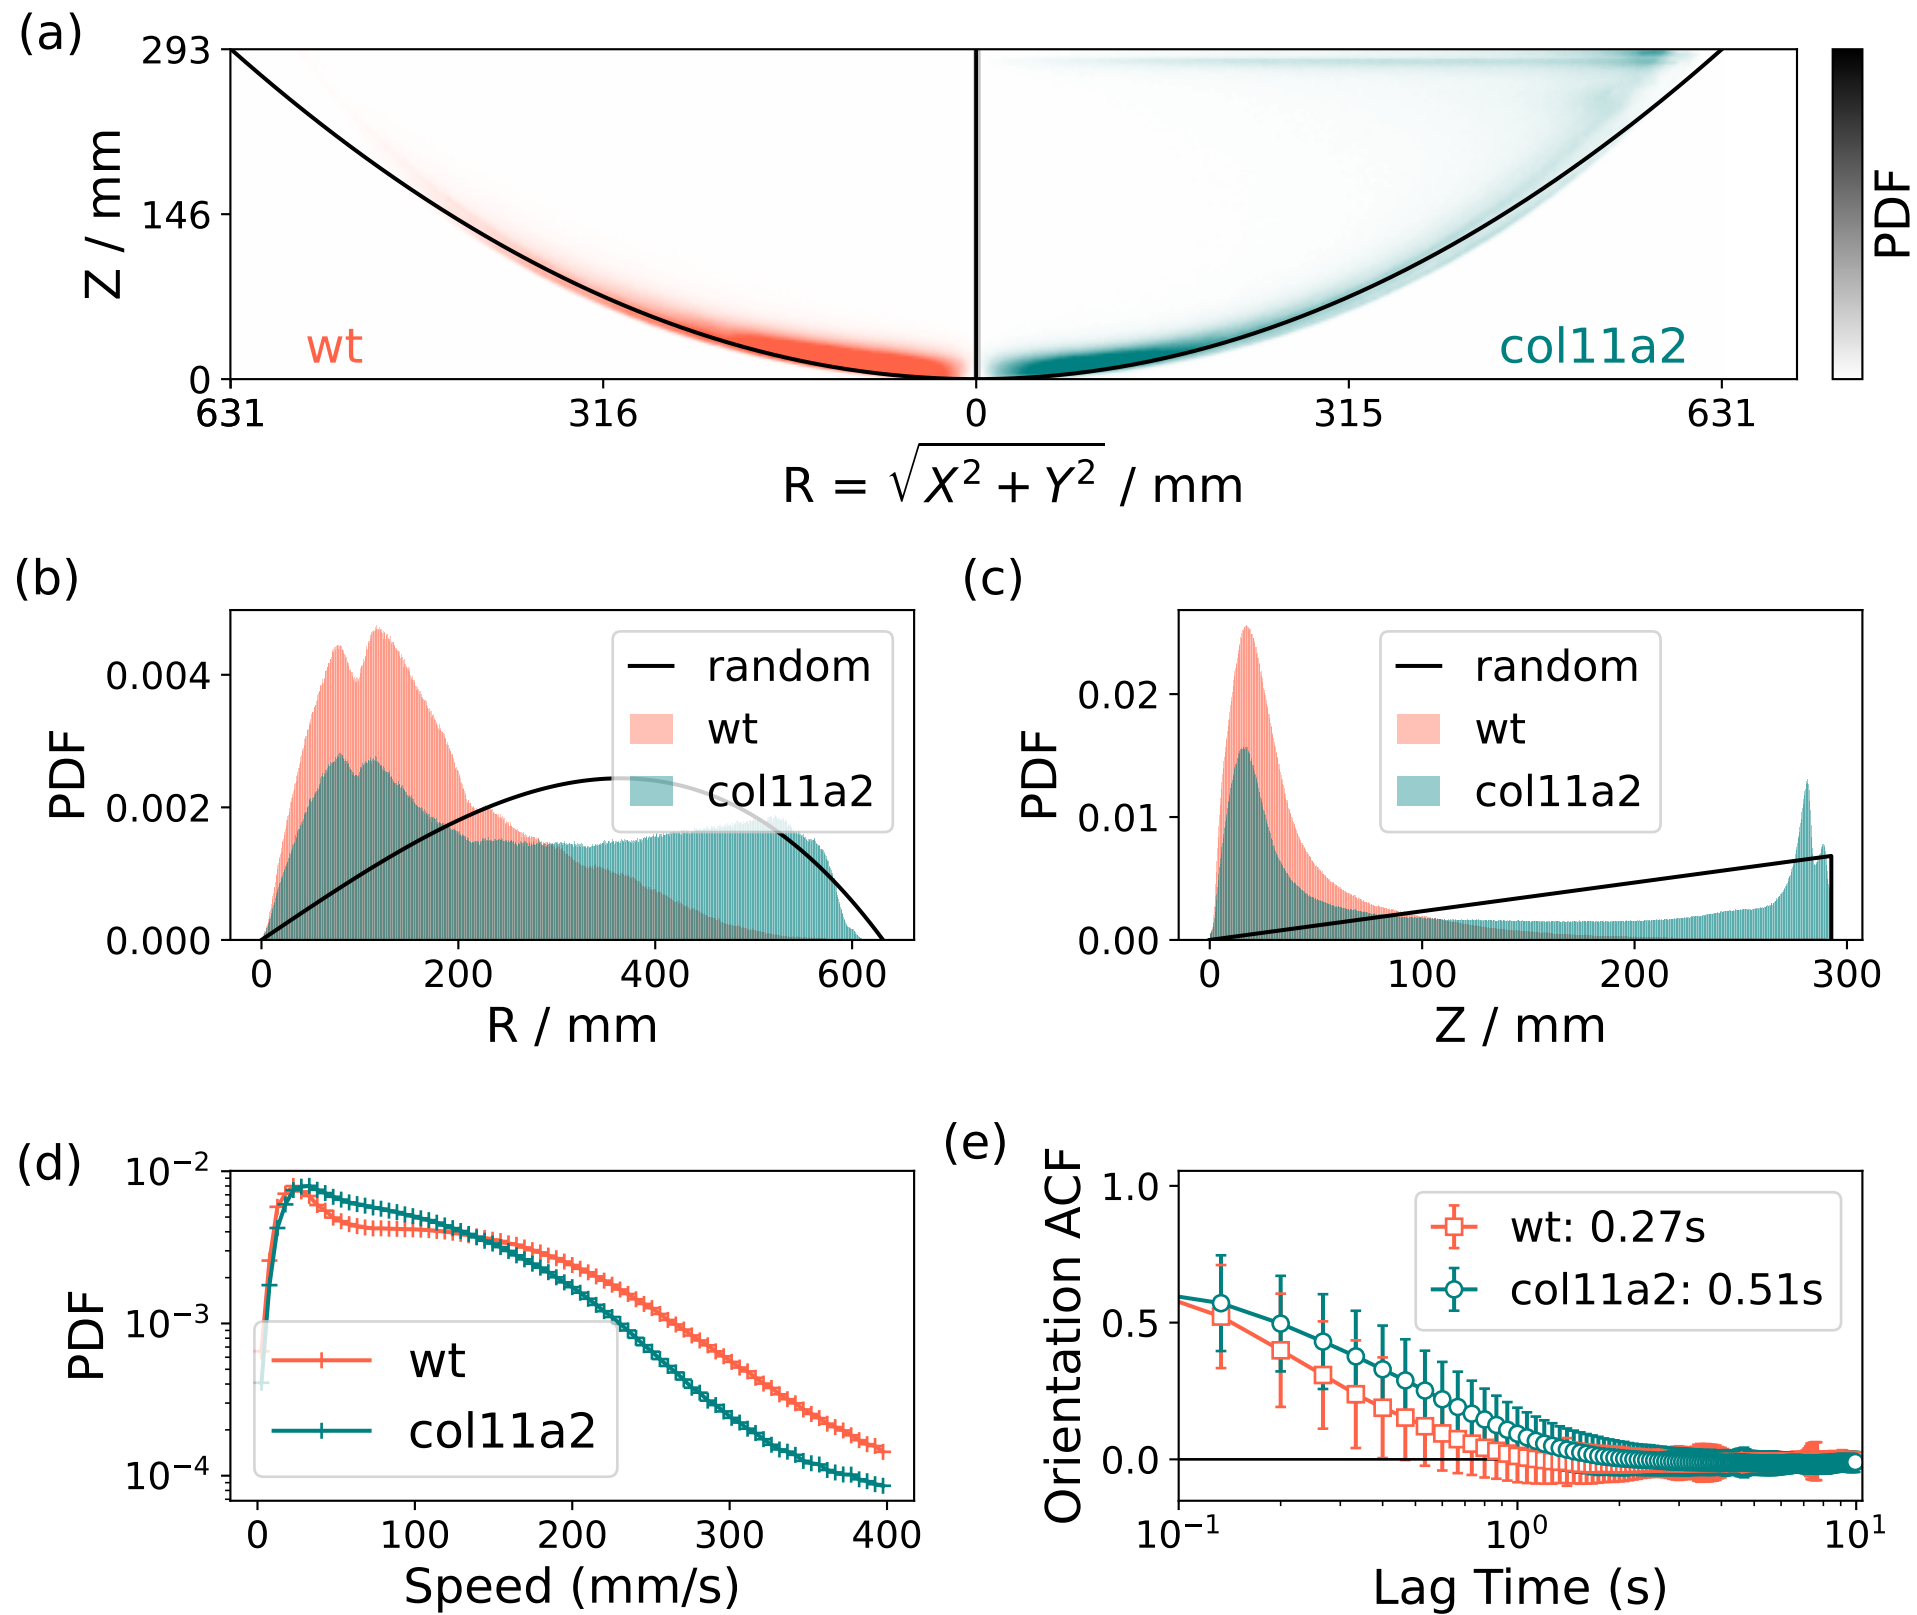 (a)
293
146
0
Z / mm
wt
col11a2
PDF
631 316 0 315 631
R = √X² + Y² / mm
(b)
0.004
0.002
0.000
PDF
random
wt
col11a2
0 200 400 600
R / mm
(c)
0.02
0.01
0.00
PDF
random
wt
col11a2
0 100 200 300
Z / mm
(d)
10⁻²
10⁻³
10⁻⁴
PDF
wt
col11a2
0 100 200 300 400
Speed (mm/s)
(e)
1.0
0.5
0.0
Orientation ACF
wt: 0.27s
col11a2: 0.51s
10⁻¹ 10⁰ 10¹
Lag Time (s)